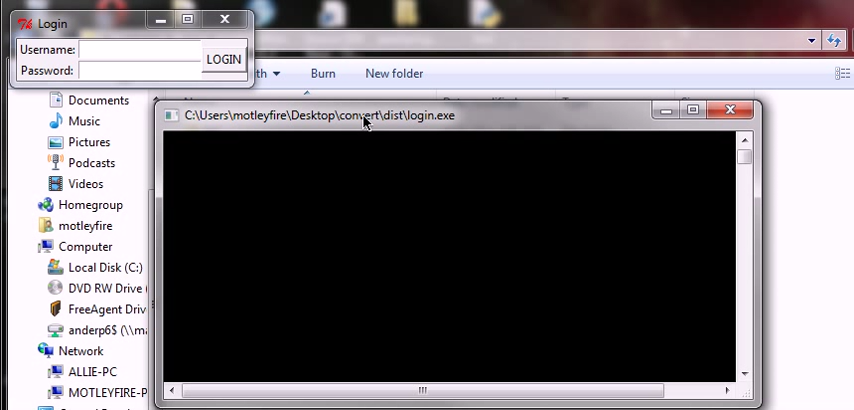 Login
Username:
Password:
LOGIN
Burn
New folder
Documents
Music
Pictures
Podcasts
Videos
Homegroup
motleyfire
Computer
Local Disk (C:)
DVD RW Drive (
FreeAgent Driv
anderp6$ (\\ma
Network
ALLIE-PC
MOTLEYFIRE-P
C:\Users\motleyfire\Desktop\convert\dist\login.exe